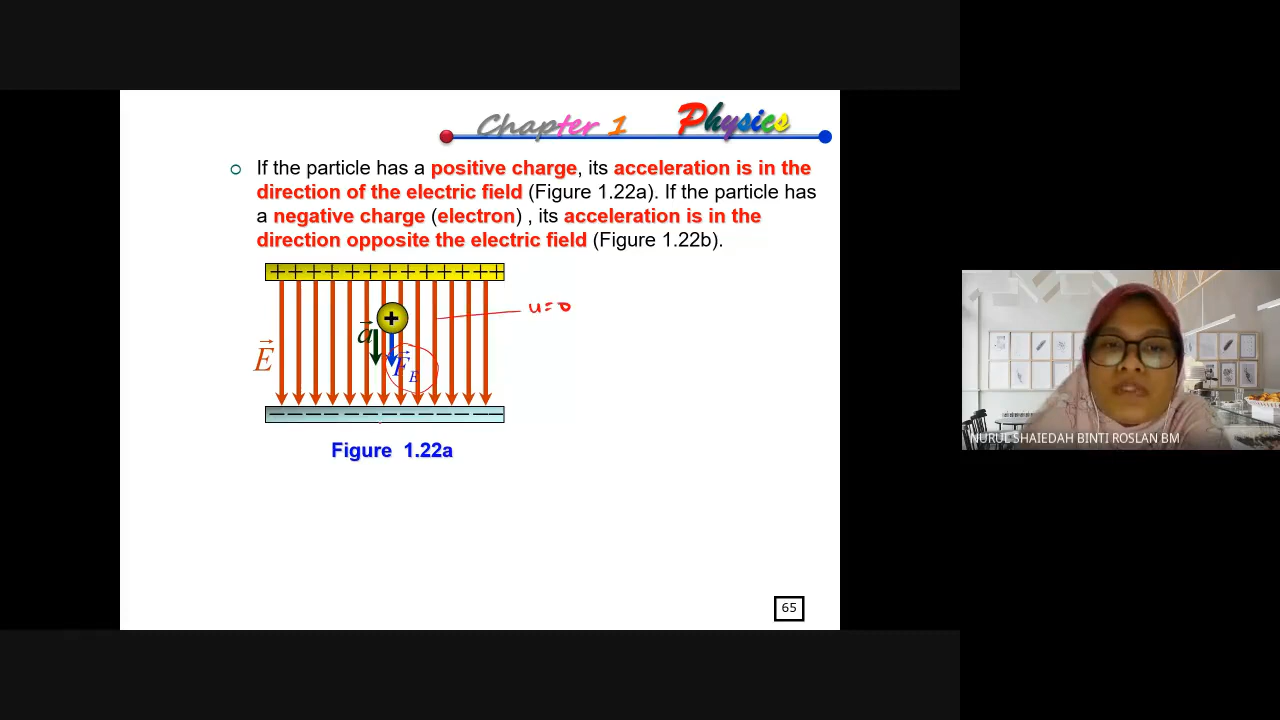 Chapter 1 Physics
If the particle has a positive charge, its acceleration is in the
direction of the electric field (Figure 1.22a). If the particle has
a negative charge (electron) , its acceleration is in the
direction opposite the electric field (Figure 1.22b).
+ + + + + + + + + + + + +
u=0
+
a
E
F_E
− − − − − − − − − − − − −
Figure 1.22a
65
NURUL SHAIEDAH BINTI ROSLAN BM